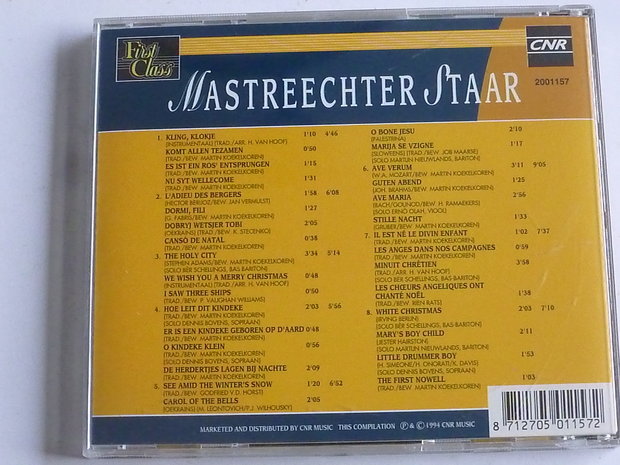 First
Class
CNR
MASTREECHTER STAAR
2001157
1. KLING, KLOKJE 1'10 4'46
(INSTRUMENTAAL) (TRAD./ARR. H. VAN HOOF)
KOMT ALLEN TEZAMEN 0'50
(TRAD./BEW. MARTIN KOEKELKOREN)
ES IST EIN ROS' ENTSPRUNGEN 1'15
(TRAD./BEW. MARTIN KOEKELKOREN)
NU SYT WELLECOME 1'31
(TRAD./BEW. MARTIN KOEKELKOREN)
2. L'ADIEU DES BERGERS 1'58 6'08
(HECTOR BERLIOZ/BEW. JAN VERMULST)
DORMI, FILI 1'27
(G. FABRIS/BEW. MARTIN KOEKELKOREN)
DOBRYJ WETSJER TOBI 2'05
(OEKRAINS) (TRAD./BEW. K. STECENKO)
CANSÓ DE NATAL 0'38
(TRAD./BEW. MARTIN KOEKELKOREN)
3. THE HOLY CITY 3'34 5'14
(STEPHEN ADAMS/BEW. MARTIN KOEKELKOREN)
(SOLO BÈR SCHELLINGS, BAS-BARITON)
WE WISH YOU A MERRY CHRISTMAS 0'48
(INSTRUMENTAAL) (TRAD./ARR. H. VAN HOOF)
I SAW THREE SHIPS 0'50
(TRAD./BEW. P. VAUGHAN WILLIAMS)
4. HOE LEIT DIT KINDEKE 2'03 5'56
(TRAD./BEW. MARTIN KOEKELKOREN)
(SOLO DENNIS BOVENS, SOPRAAN)
ER IS EEN KINDEKE GEBOREN OP D'AARD 0'48
(TRAD./BEW. MARTIN KOEKELKOREN)
O KINDEKE KLEIN 0'56
(TRAD./BEW. MARTIN KOEKELKOREN)
(SOLO DENNIS BOVENS, SOPRAAN)
DE HERDERTJES LAGEN BIJ NACHTE 2'09
(TRAD./BEW. MARTIN KOEKELKOREN)
5. SEE AMID THE WINTER'S SNOW 1'20 6'52
(TRAD./BEW. GODFRIED V.D. HORST)
CAROL OF THE BELLS 2'05
(OEKRAINS) (M. LEONTOVICH/P.J. WILHOUSKY)
O BONE JESU 2'10
(PALESTRINA)
MARIJA SE VZIGNE 1'17
(SLOWEENS) (TRAD./BEW. JOB MAARSE)
(SOLO MARTIJN NIEUWLANDS, BARITON)
6. AVE VERUM 3'11 9'05
(W.A. MOZART/BEW. MARTIN KOEKELKOREN)
GUTEN ABEND 1'25
(JOH. BRAHMS/BEW. MARTIN KOEKELKOREN)
AVE MARIA 2'56
(BACH/GOUNOD/BEW. H. RAMAEKERS)
(SOLO ERNÖ OLAH, VIOOL)
STILLE NACHT 1'33
(GRUBER/BEW. MARTIN KOEKELKOREN)
7. IL EST NÉ LE DIVIN ENFANT 1'02 7'37
(TRAD./BEW. MARTIN KOEKELKOREN)
LES ANGES DANS NOS CAMPAGNES 0'59
(TRAD./BEW. MARTIN KOEKELKOREN)
MINUIT CHRÉTIEN 3'58
(TRAD./ARR. H. VAN HOOF)
(SOLO BÈR SCHELLINGS, BAS-BARITON)
LES CHŒURS ANGELIQUES ONT
CHANTÉ NOËL 1'38
(TRAD./BEW. RIEN RATS)
8. WHITE CHRISTMAS 2'03 7'10
(IRVING BERLIN)
(SOLO BÈR SCHELLINGS, BAS-BARITON)
MARY'S BOY CHILD 2'11
(JESTER HAIRSTON)
(SOLO MARTIJN NIEUWLANDS, BARITON)
LITTLE DRUMMER BOY 1'53
(H. SIMEONE/H. ONORATI/K. DAVIS)
(SOLO DENNIS BOVENS, SOPRAAN)
THE FIRST NOWELL 1'03
(TRAD./BEW. MARTIN KOEKELKOREN)
8 712705 011572
MARKETED AND DISTRIBUTED BY CNR MUSIC THIS COMPILATION ℗ & © 1994 CNR MUSIC